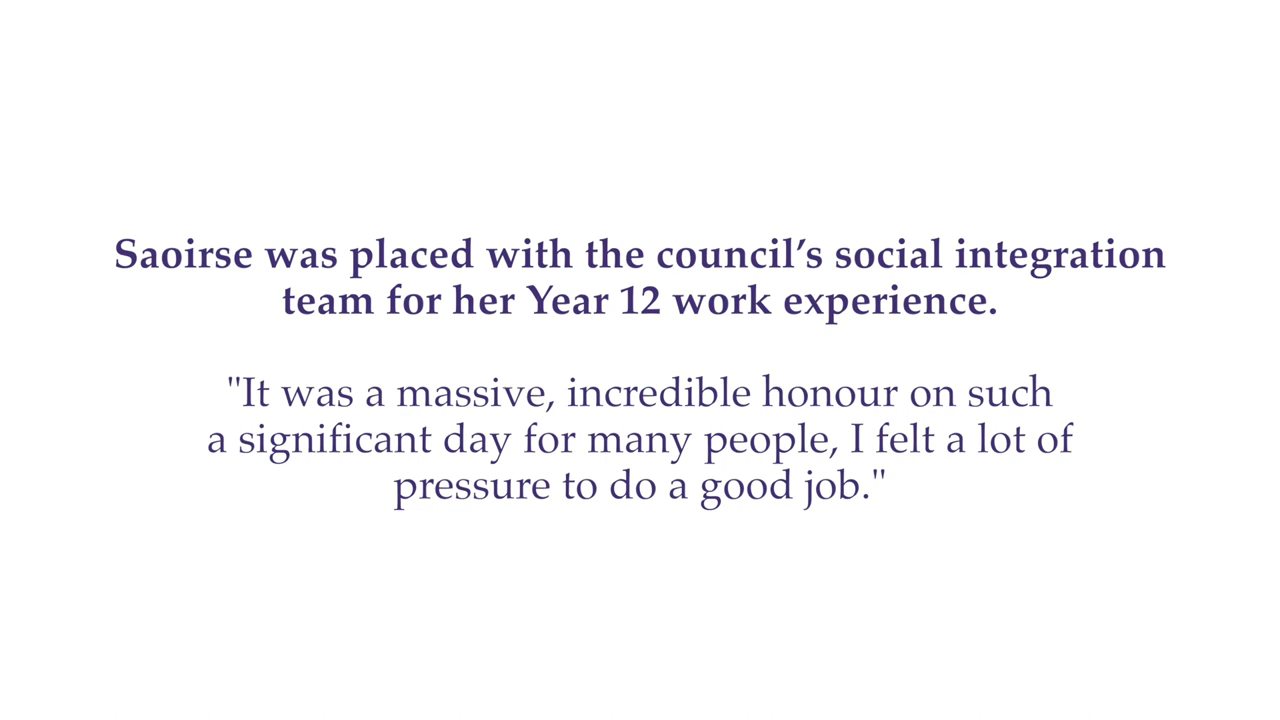 Saoirse was placed with the council’s social integration
team for her Year 12 work experience.
"It was a massive, incredible honour on such
a significant day for many people, I felt a lot of
pressure to do a good job."